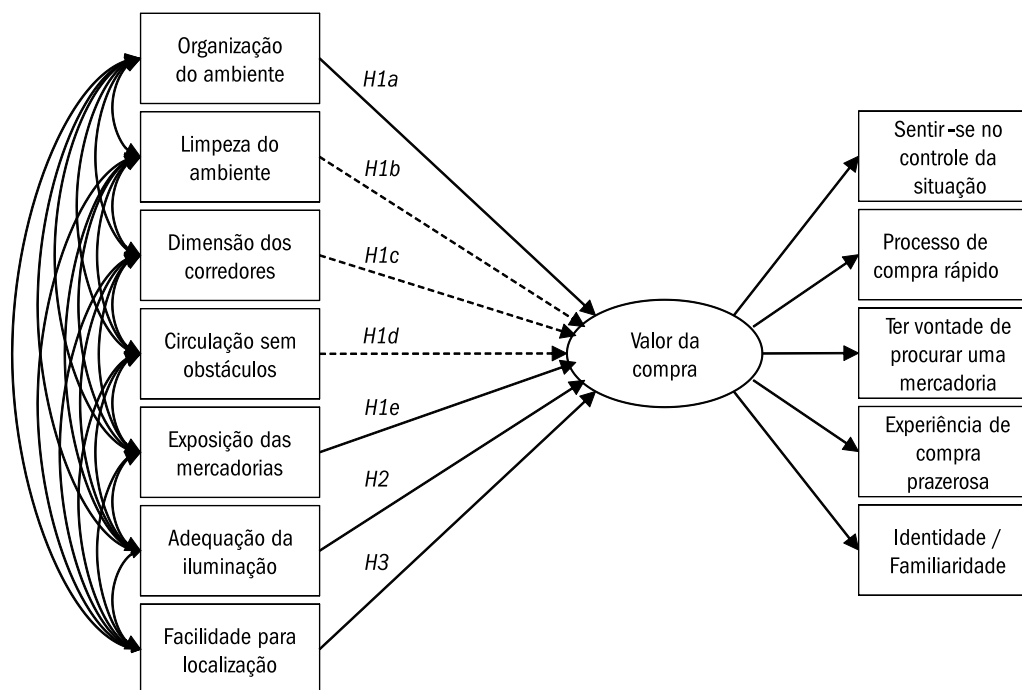 Organização
do ambiente
Limpeza do
ambiente
Dimensão dos
corredores
Circulação sem
obstáculos
Exposição das
mercadorias
Adequação da
iluminação
Facilidade para
localização
H1a
H1b
H1c
H1d
H1e
H2
H3
Valor da
compra
Sentir-se no
controle da
situação
Processo de
compra rápido
Ter vontade de
procurar uma
mercadoria
Experiência de
compra
prazerosa
Identidade /
Familiaridade